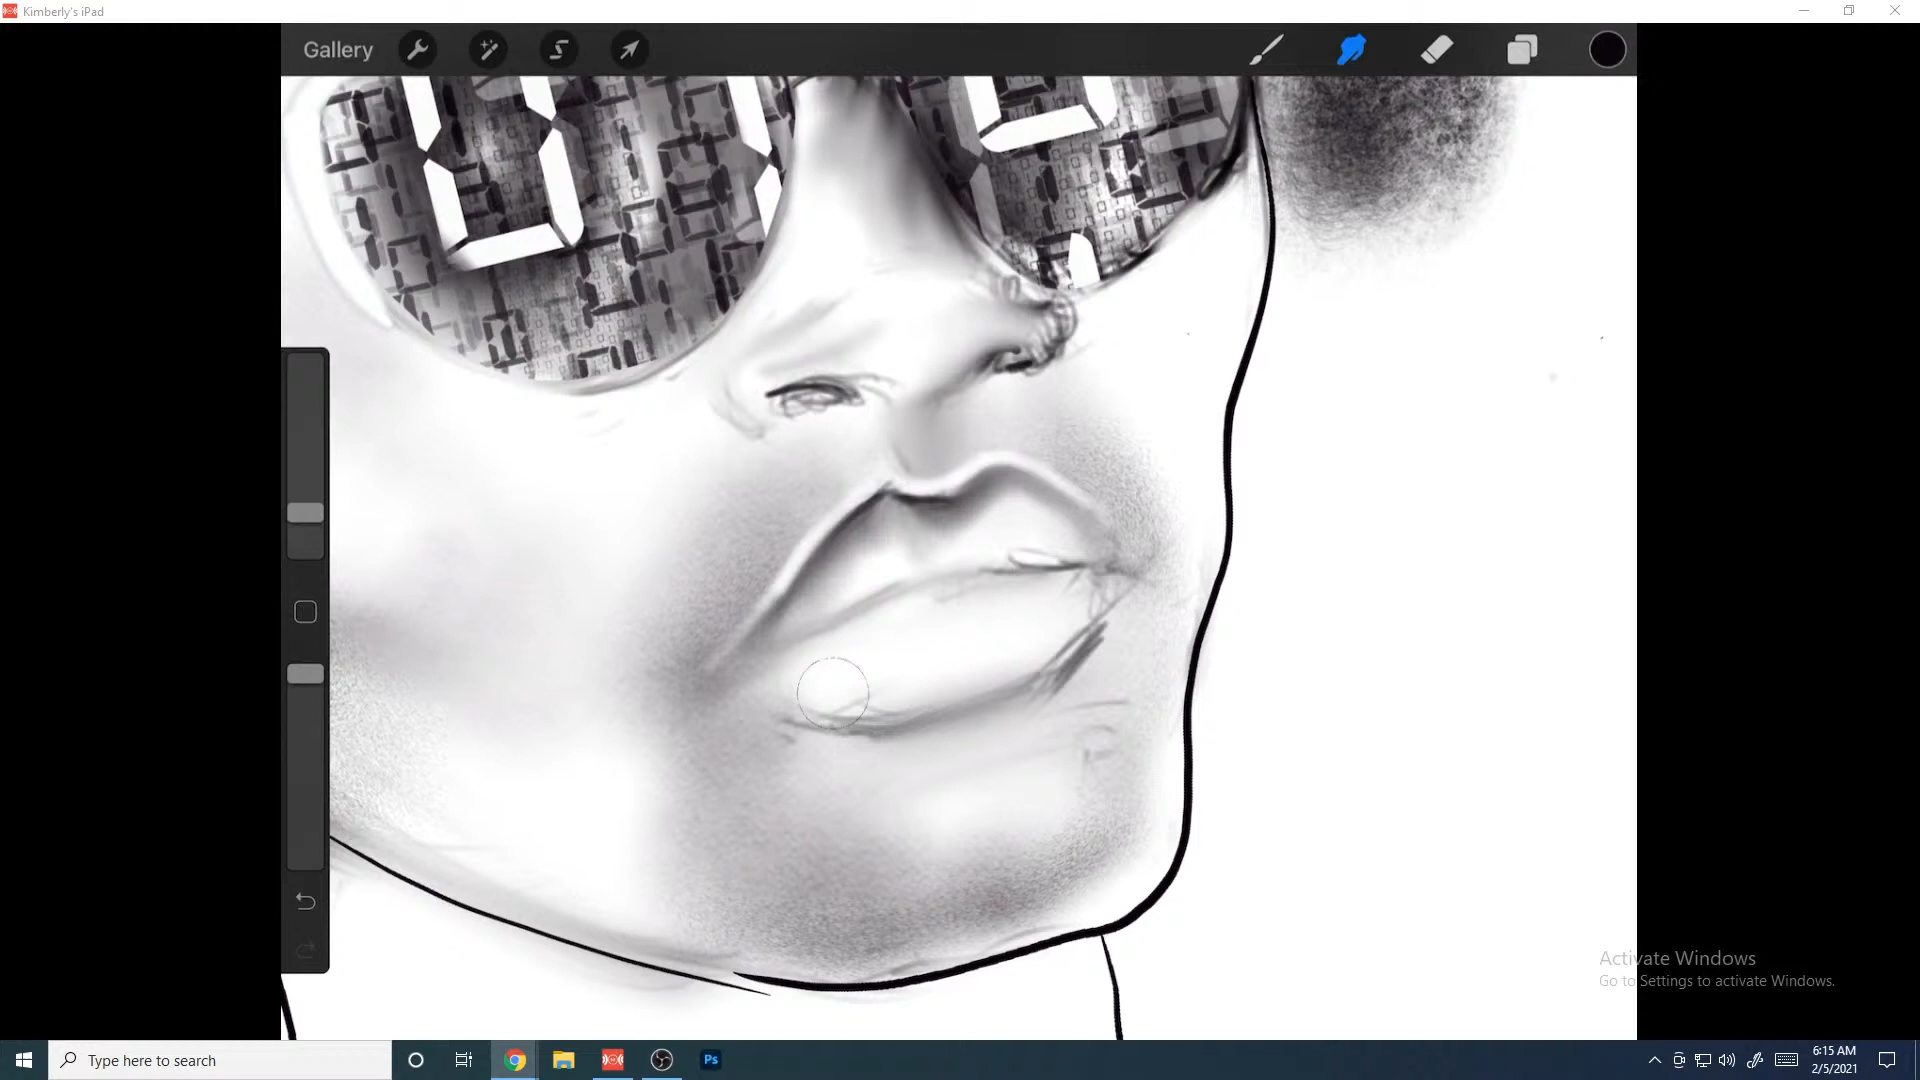 Kimberly's iPad
Gallery
Activate Windows
Go to Settings to activate Windows.
Type here to search
Ps
6:15 AM
2/5/2021